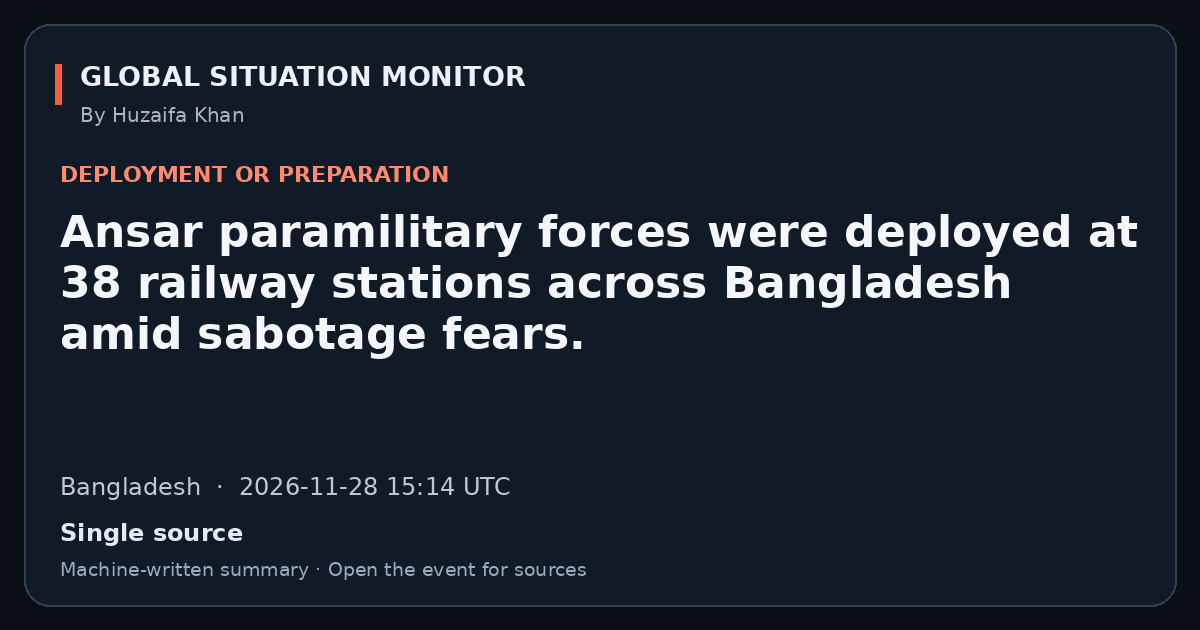 GLOBAL SITUATION MONITOR
By Huzaifa Khan
DEPLOYMENT OR PREPARATION
Ansar paramilitary forces were deployed at
38 railway stations across Bangladesh
amid sabotage fears.
Bangladesh · 2026-11-28 15:14 UTC
Single source
Machine-written summary · Open the event for sources